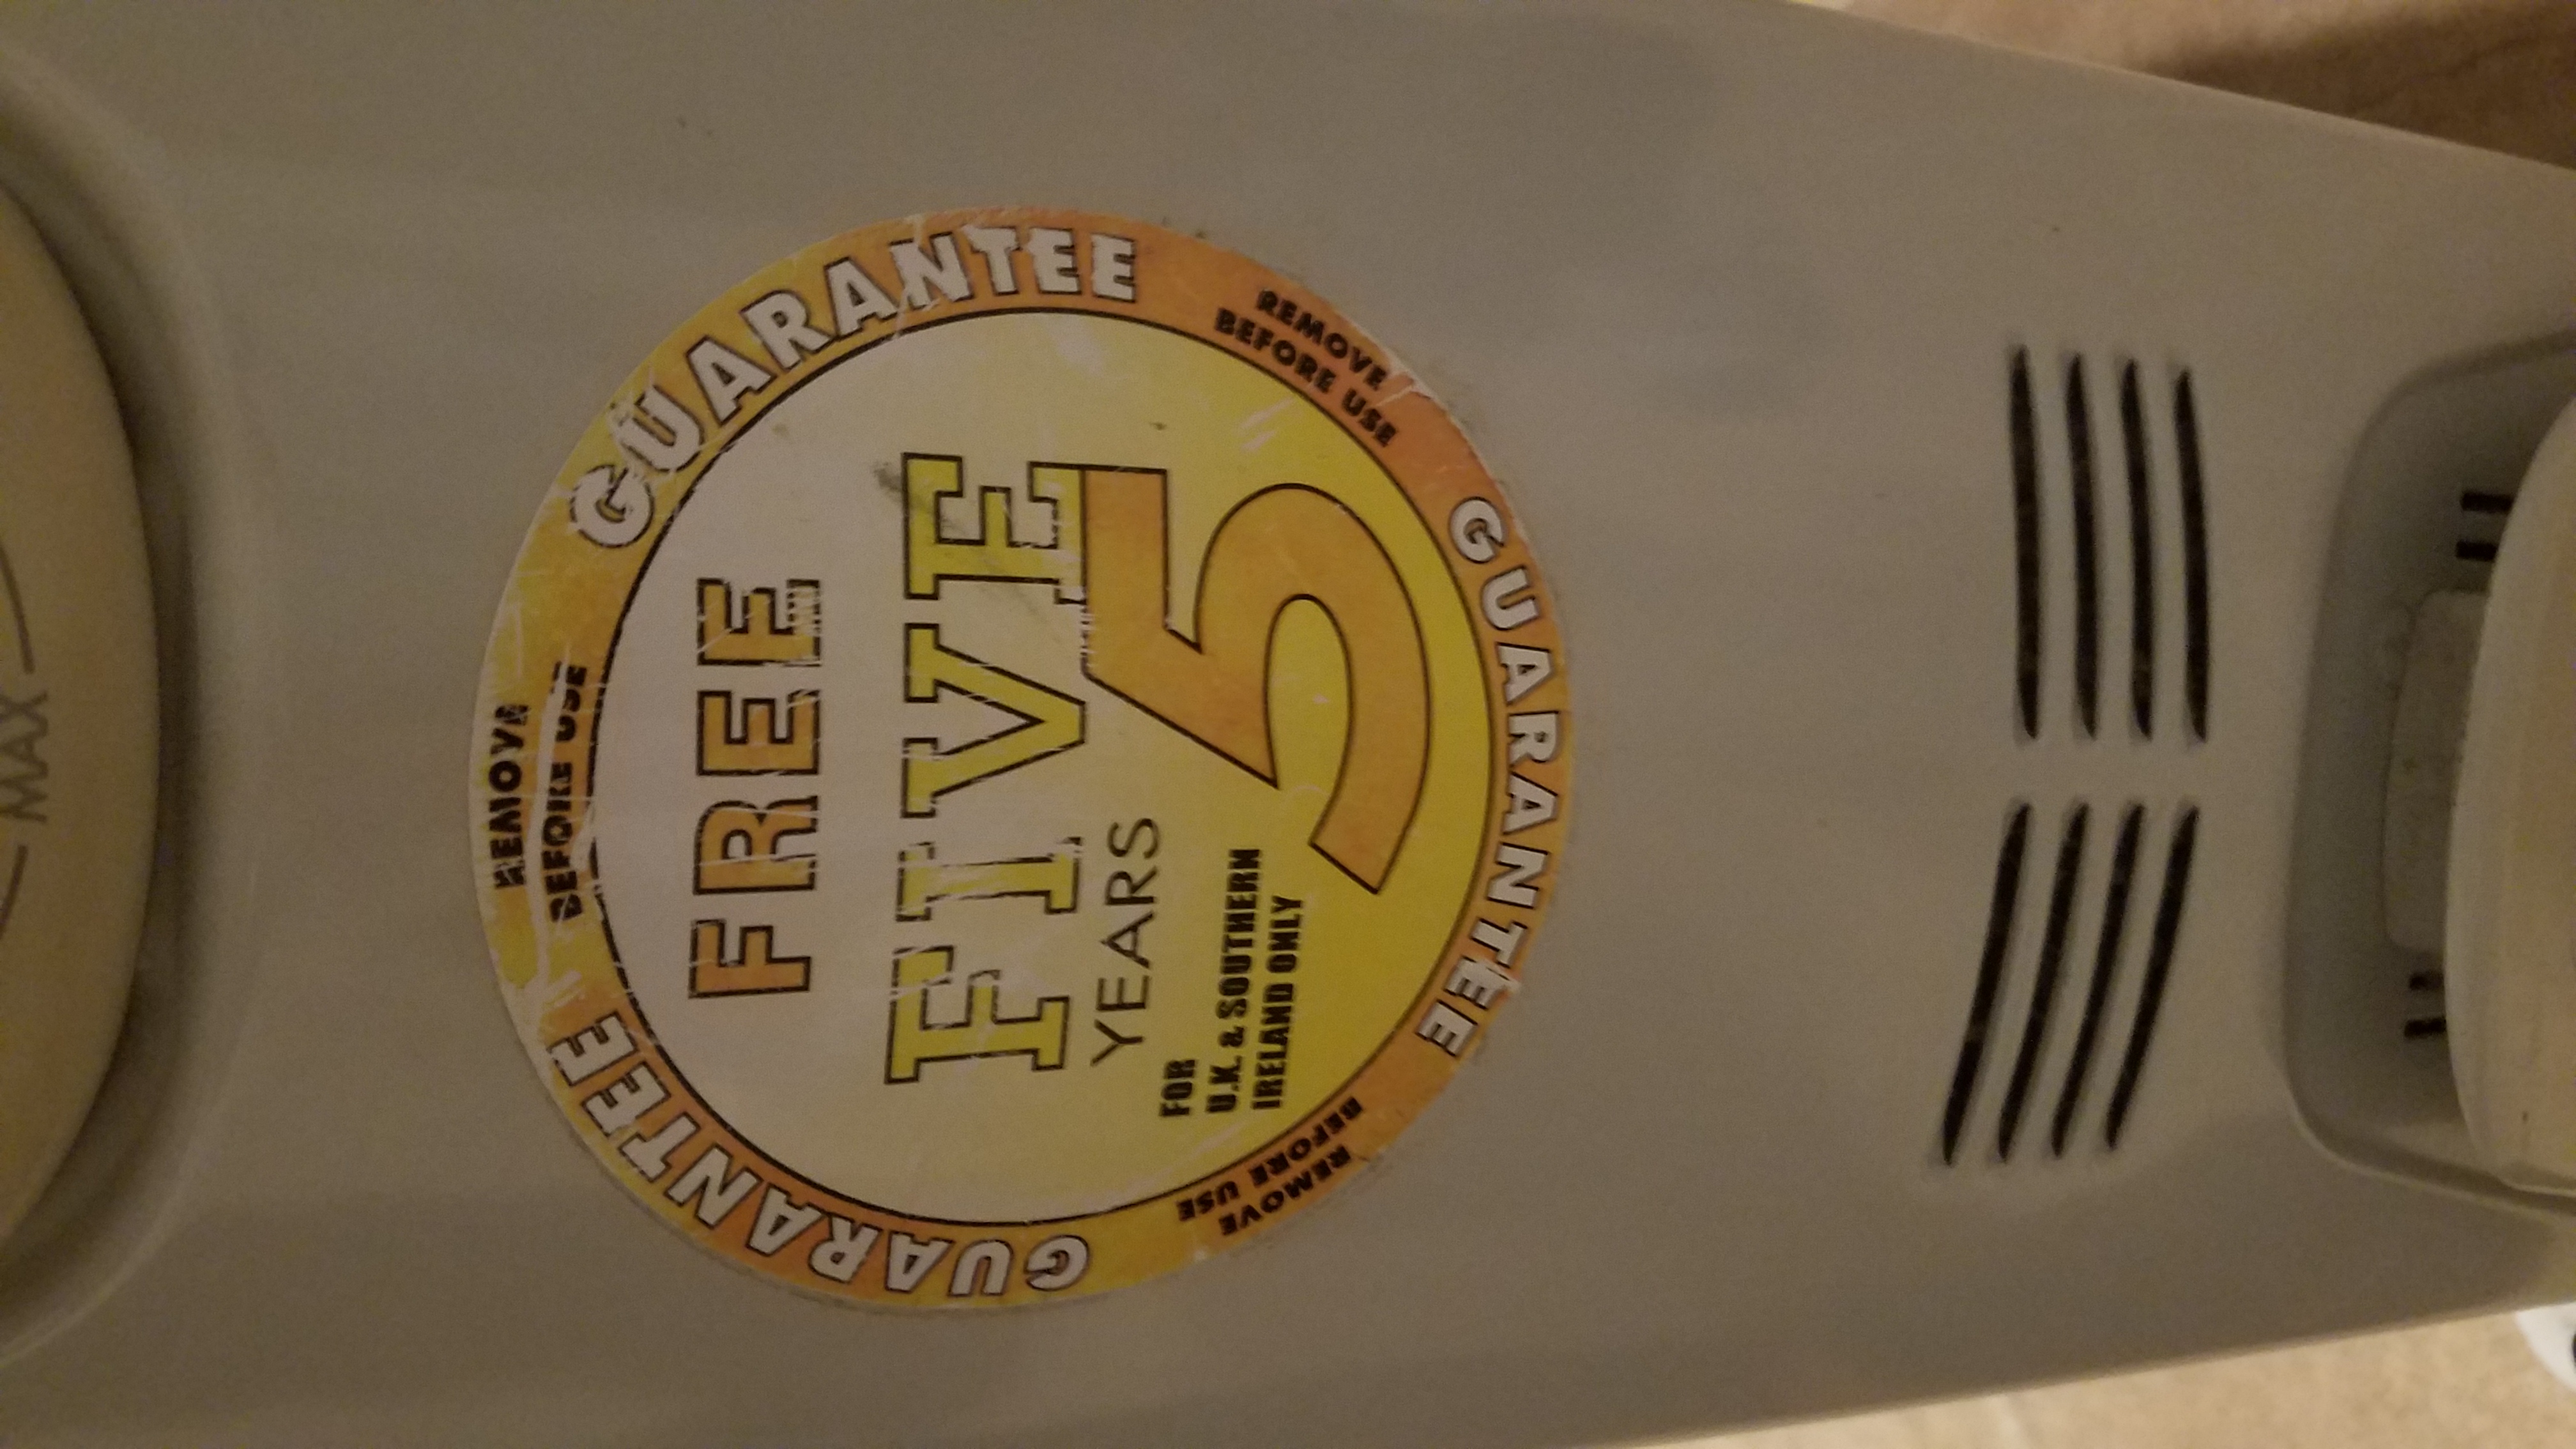 MAX
REMOVE
BEFORE USE
GUARANTEE
GUARANTEE
FREE
FIVE
YEARS
5
FOR
U.K. & SOUTHERN
IRELAND ONLY
REMOVE
BEFORE USE
REMOVE
BEFORE USE
GUARANTEE